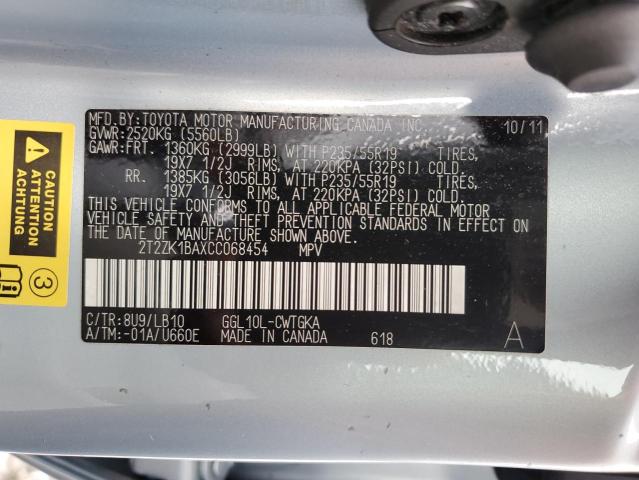 MFD.BY:TOYOTA MOTOR MANUFACTURING CANADA INC. 10/11
GVWR:2520KG (5560LB)
GAWR:FRT. 1360KG (2999LB) WITH P235/55R19 TIRES,
19X7 1/2J RIMS, AT 220KPA (32PSI) COLD.
RR. 1385KG (3056LB) WITH P235/55R19 TIRES,
19X7 1/2J RIMS, AT 220KPA (32PSI) COLD.
THIS VEHICLE CONFORMS TO ALL APPLICABLE FEDERAL MOTOR
VEHICLE SAFETY AND THEFT PREVENTION STANDARDS IN EFFECT ON
THE DATE OF MANUFACTURE SHOWN ABOVE.
2T2ZK1BAXCC068454 MPV
C/TR:8U9/LB10 GGL10L-CWTGKA
A/TM:-01A/U660E MADE IN CANADA 618 A
CAUTION
ATTENTION
3